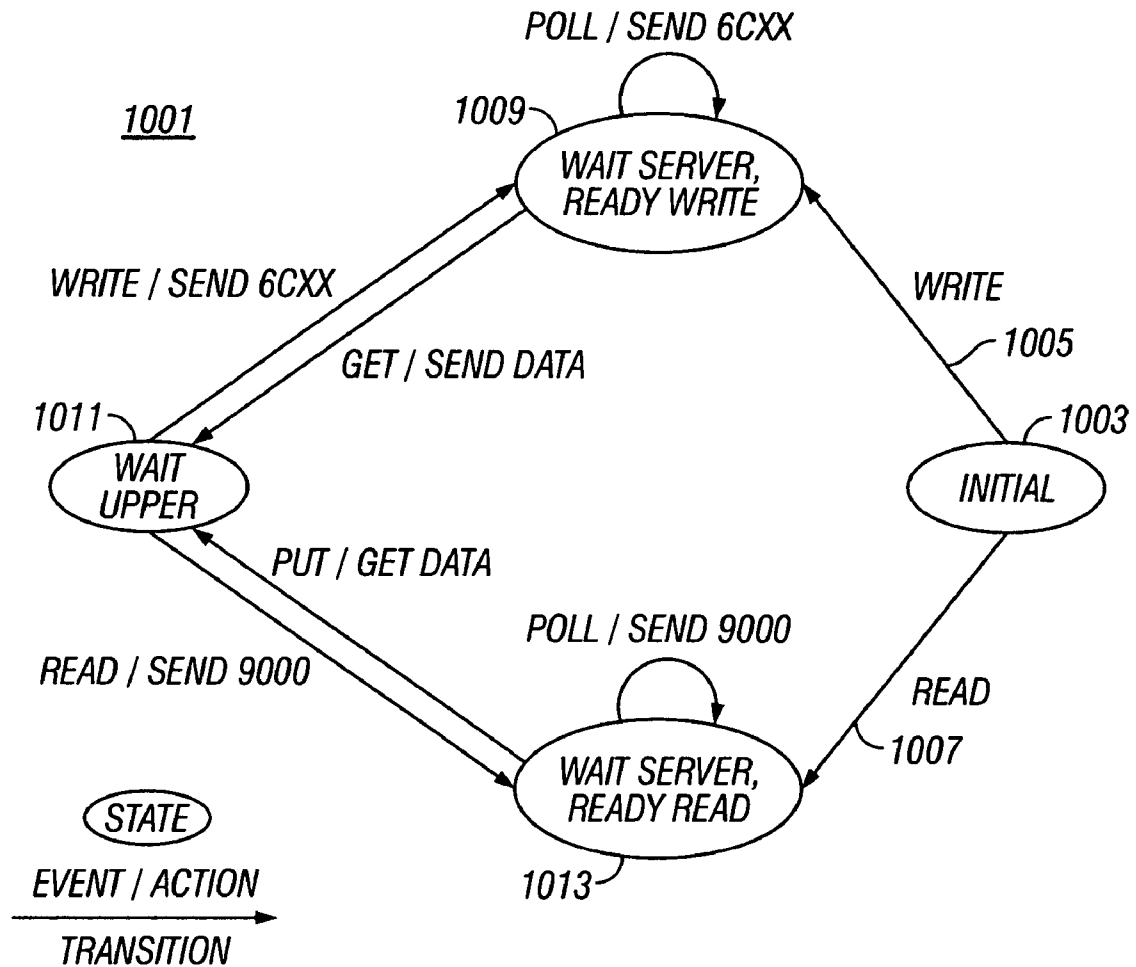 POLL / SEND 6CXX
1001
1009
WAIT SERVER,
READY WRITE
WRITE / SEND 6CXX
WRITE
GET / SEND DATA
1005
1011
1003
WAIT
UPPER
INITIAL
PUT / GET DATA
POLL / SEND 9000
READ / SEND 9000
READ
1007
WAIT SERVER,
READY READ
STATE
1013
EVENT / ACTION
TRANSITION